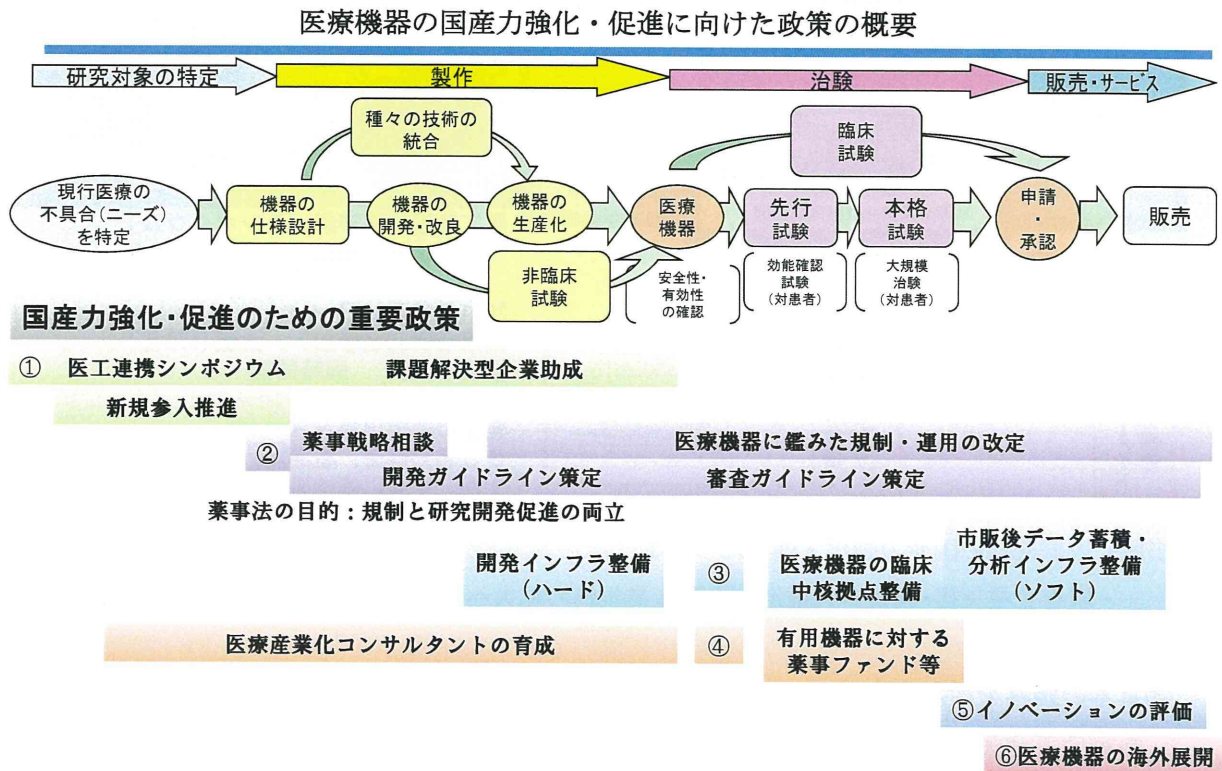 医療機器の国産力強化・促進に向けた政策の概要
研究対象の特定
製作
治験
販売・サービス
種々の技術の
統合
臨床
試験
現行医療の
不具合(ニーズ)
を特定
機器の
仕様設計
機器の
開発・改良
機器の
生産化
医療
機器
先行
試験
本格
試験
申請
・
承認
販売
非臨床
試験
安全性・
有効性
の確認
効能確認
試験
(対患者)
大規模
治験
(対患者)
国産力強化・促進のための重要政策
① 医工連携シンポジウム 課題解決型企業助成
新規参入推進
② 薬事戦略相談 医療機器に鑑みた規制・運用の改定
開発ガイドライン策定 審査ガイドライン策定
薬事法の目的：規制と研究開発促進の両立
開発インフラ整備
(ハード)
③
医療機器の臨床
中核拠点整備
市販後データ蓄積・
分析インフラ整備
(ソフト)
医療産業化コンサルタントの育成
④
有用機器に対する
薬事ファンド等
⑤イノベーションの評価
⑥医療機器の海外展開